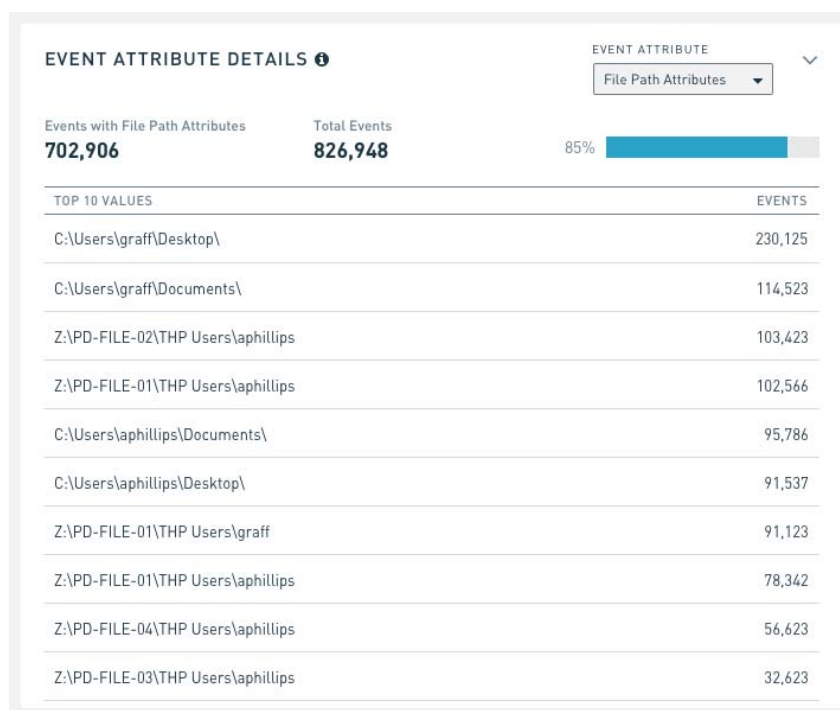 EVENT ATTRIBUTE DETAILS
EVENT ATTRIBUTE
File Path Attributes
Events with File Path Attributes Total Events
702,906 826,948 85%
TOP 10 VALUES EVENTS
C:\Users\graff\Desktop\ 230,125
C:\Users\graff\Documents\ 114,523
Z:\PD-FILE-02\THP Users\aphillips 103,423
Z:\PD-FILE-01\THP Users\aphillips 102,566
C:\Users\aphillips\Documents\ 95,786
C:\Users\aphillips\Desktop\ 91,537
Z:\PD-FILE-01\THP Users\graff 91,123
Z:\PD-FILE-01\THP Users\aphillips 78,342
Z:\PD-FILE-04\THP Users\aphillips 56,623
Z:\PD-FILE-03\THP Users\aphillips 32,623